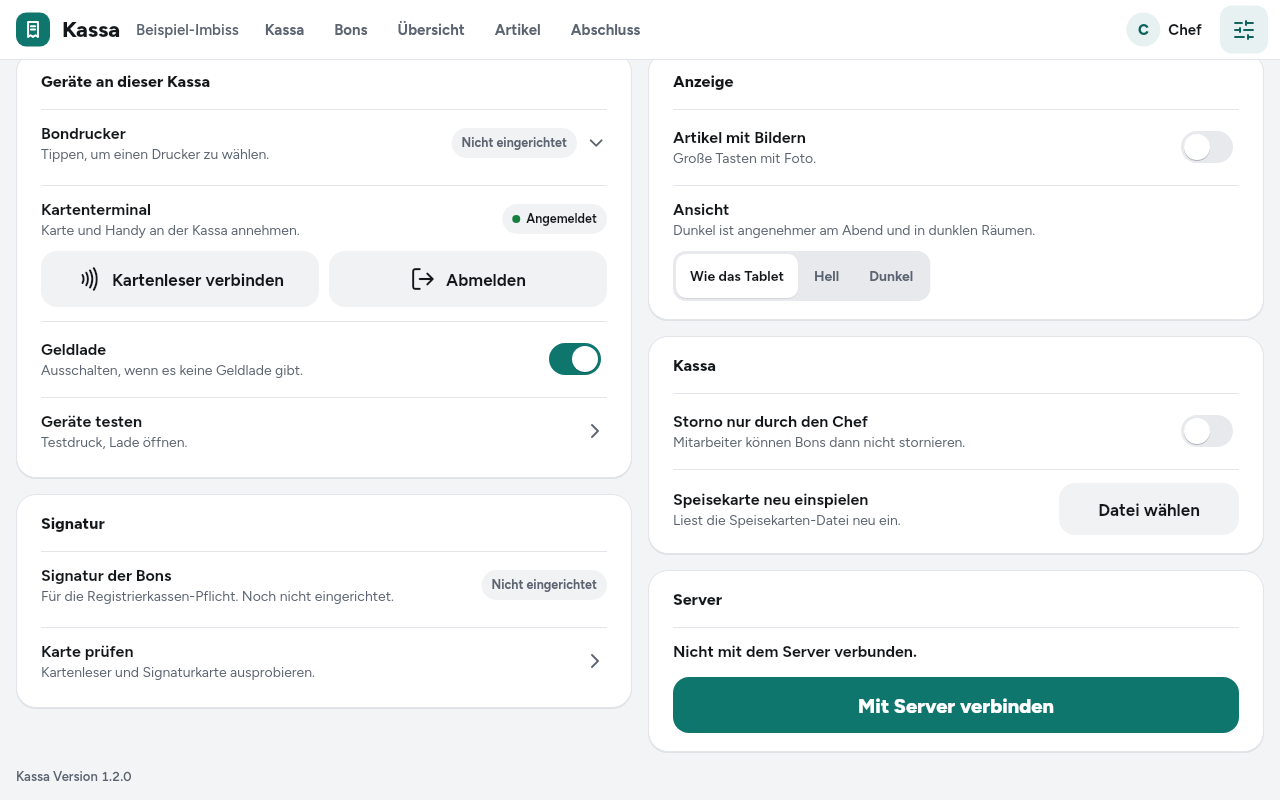 Kassa Beispiel-Imbiss Kassa Bons Übersicht Artikel Abschluss C Chef
Geräte an dieser Kassa
Bondrucker
Tippen, um einen Drucker zu wählen.
Nicht eingerichtet
Kartenterminal
Karte und Handy an der Kassa annehmen.
Angemeldet
Kartenleser verbinden
Abmelden
Geldlade
Ausschalten, wenn es keine Geldlade gibt.
Geräte testen
Testdruck, Lade öffnen.
Signatur
Signatur der Bons
Für die Registrierkassen-Pflicht. Noch nicht eingerichtet.
Nicht eingerichtet
Karte prüfen
Kartenleser und Signaturkarte ausprobieren.
Anzeige
Artikel mit Bildern
Große Tasten mit Foto.
Ansicht
Dunkel ist angenehmer am Abend und in dunklen Räumen.
Wie das Tablet Hell Dunkel
Kassa
Storno nur durch den Chef
Mitarbeiter können Bons dann nicht stornieren.
Speisekarte neu einspielen
Liest die Speisekarten-Datei neu ein.
Datei wählen
Server
Nicht mit dem Server verbunden.
Mit Server verbinden
Kassa Version 1.2.0